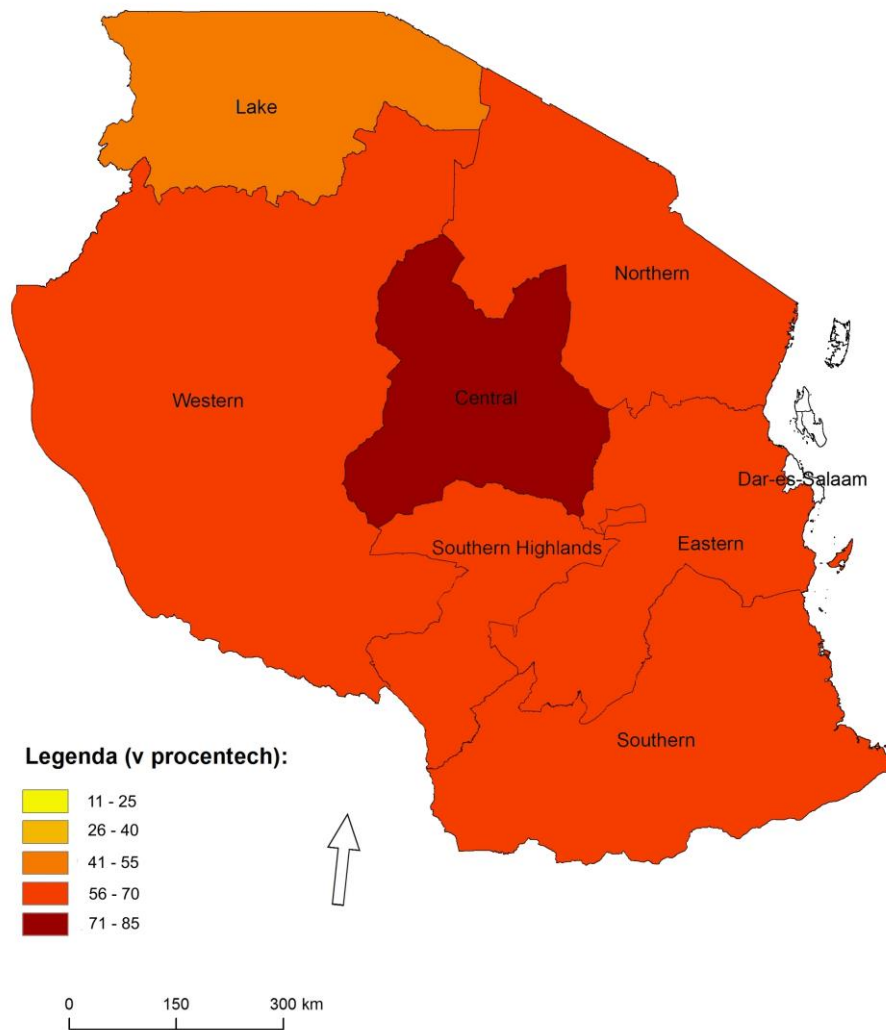 Lake
Northern
Western
Central
Dar-es-Salaam
Southern Highlands
Eastern
Southern
Legenda (v procentech):
11 - 25
26 - 40
41 - 55
56 - 70
71 - 85
0 150 300 km